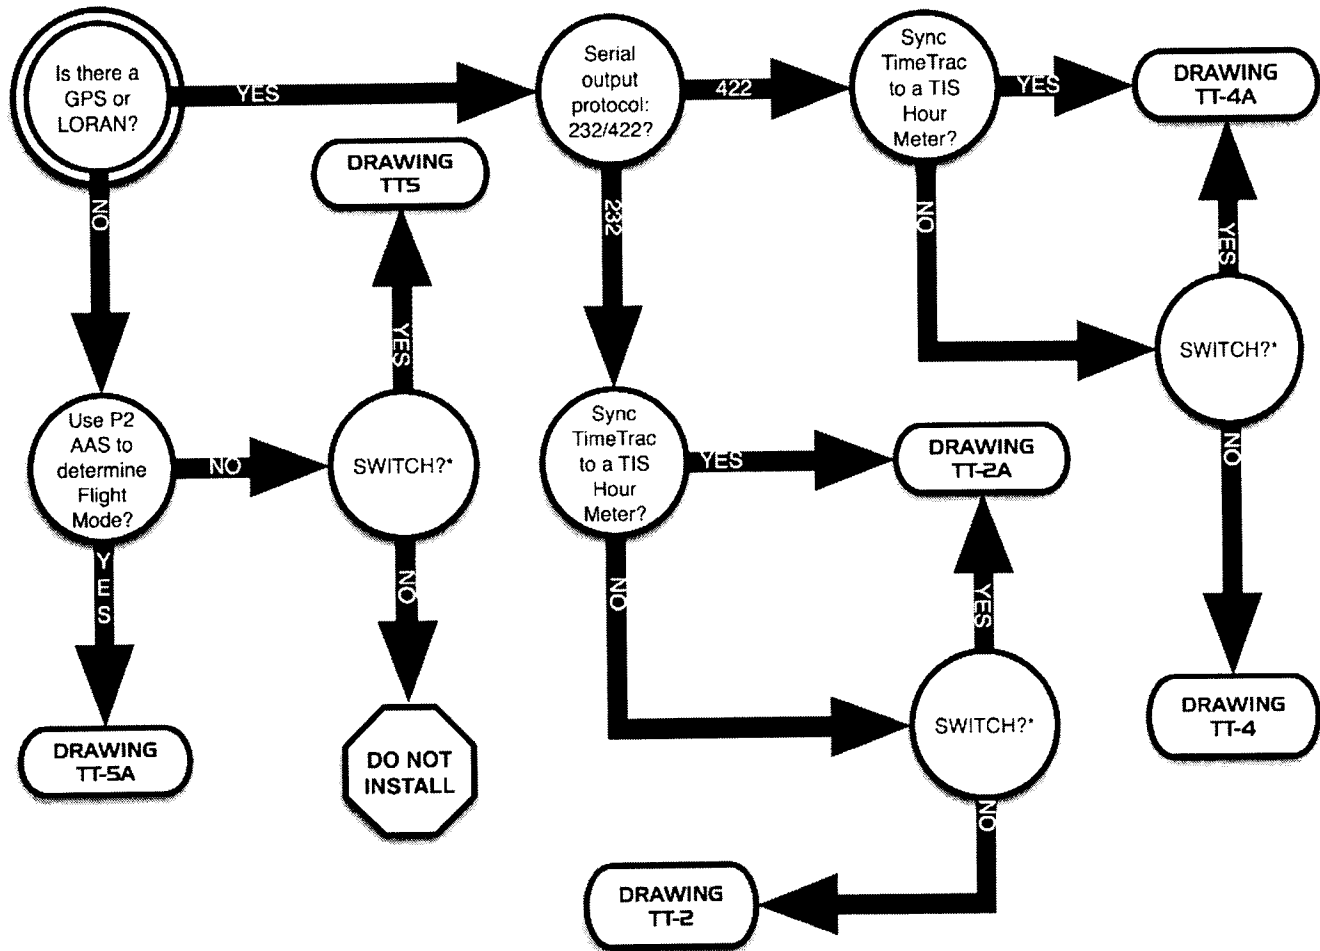 Is there a
GPS or
LORAN?
YES
Serial
output
protocol:
232/422?
422
Sync
TimeTrac
to a TIS
Hour
Meter?
YES
DRAWING
TT-4A
NO
DRAWING
TT5
232
NO
YES
YES
SWITCH?*
Use P2
AAS to
determine
Flight
Mode?
NO
SWITCH?*
Sync
TimeTrac
to a TIS
Hour
Meter?
YES
DRAWING
TT-2A
NO
YES
NO
NO
YES
SWITCH?*
DRAWING
TT-4
DRAWING
TT-5A
DO NOT
INSTALL
NO
DRAWING
TT-2